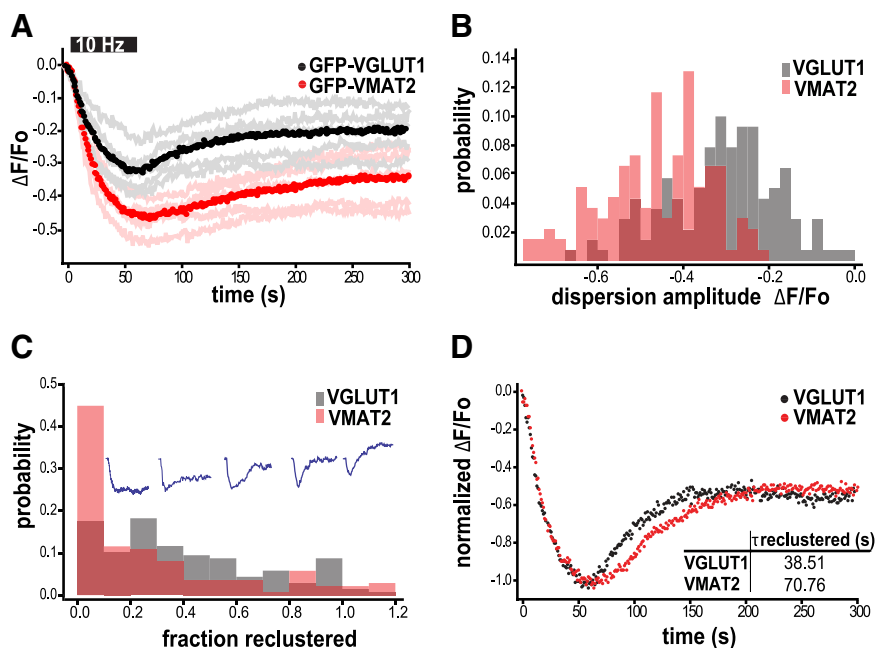 A
10 Hz
GFP-VGLUT1
GFP-VMAT2
0.0
-0.1
-0.2
-0.3
-0.4
-0.5
ΔF/Fo
0 50 100 150 200 250 300
time (s)
B
VGLUT1
VMAT2
0.14
0.12
0.10
0.08
0.06
0.04
0.02
probability
-0.6 -0.4 -0.2 0.0
dispersion amplitude ΔF/Fo
C
VGLUT1
VMAT2
0.5
0.4
0.3
0.2
0.1
0.0
probability
0.0 0.2 0.4 0.6 0.8 1.0 1.2
fraction reclustered
D
VGLUT1
VMAT2
0.0
-0.2
-0.4
-0.6
-0.8
-1.0
normalized ΔF/Fo
τ reclustered (s)
VGLUT1 38.51
VMAT2 70.76
0 50 100 150 200 250 300
time (s)